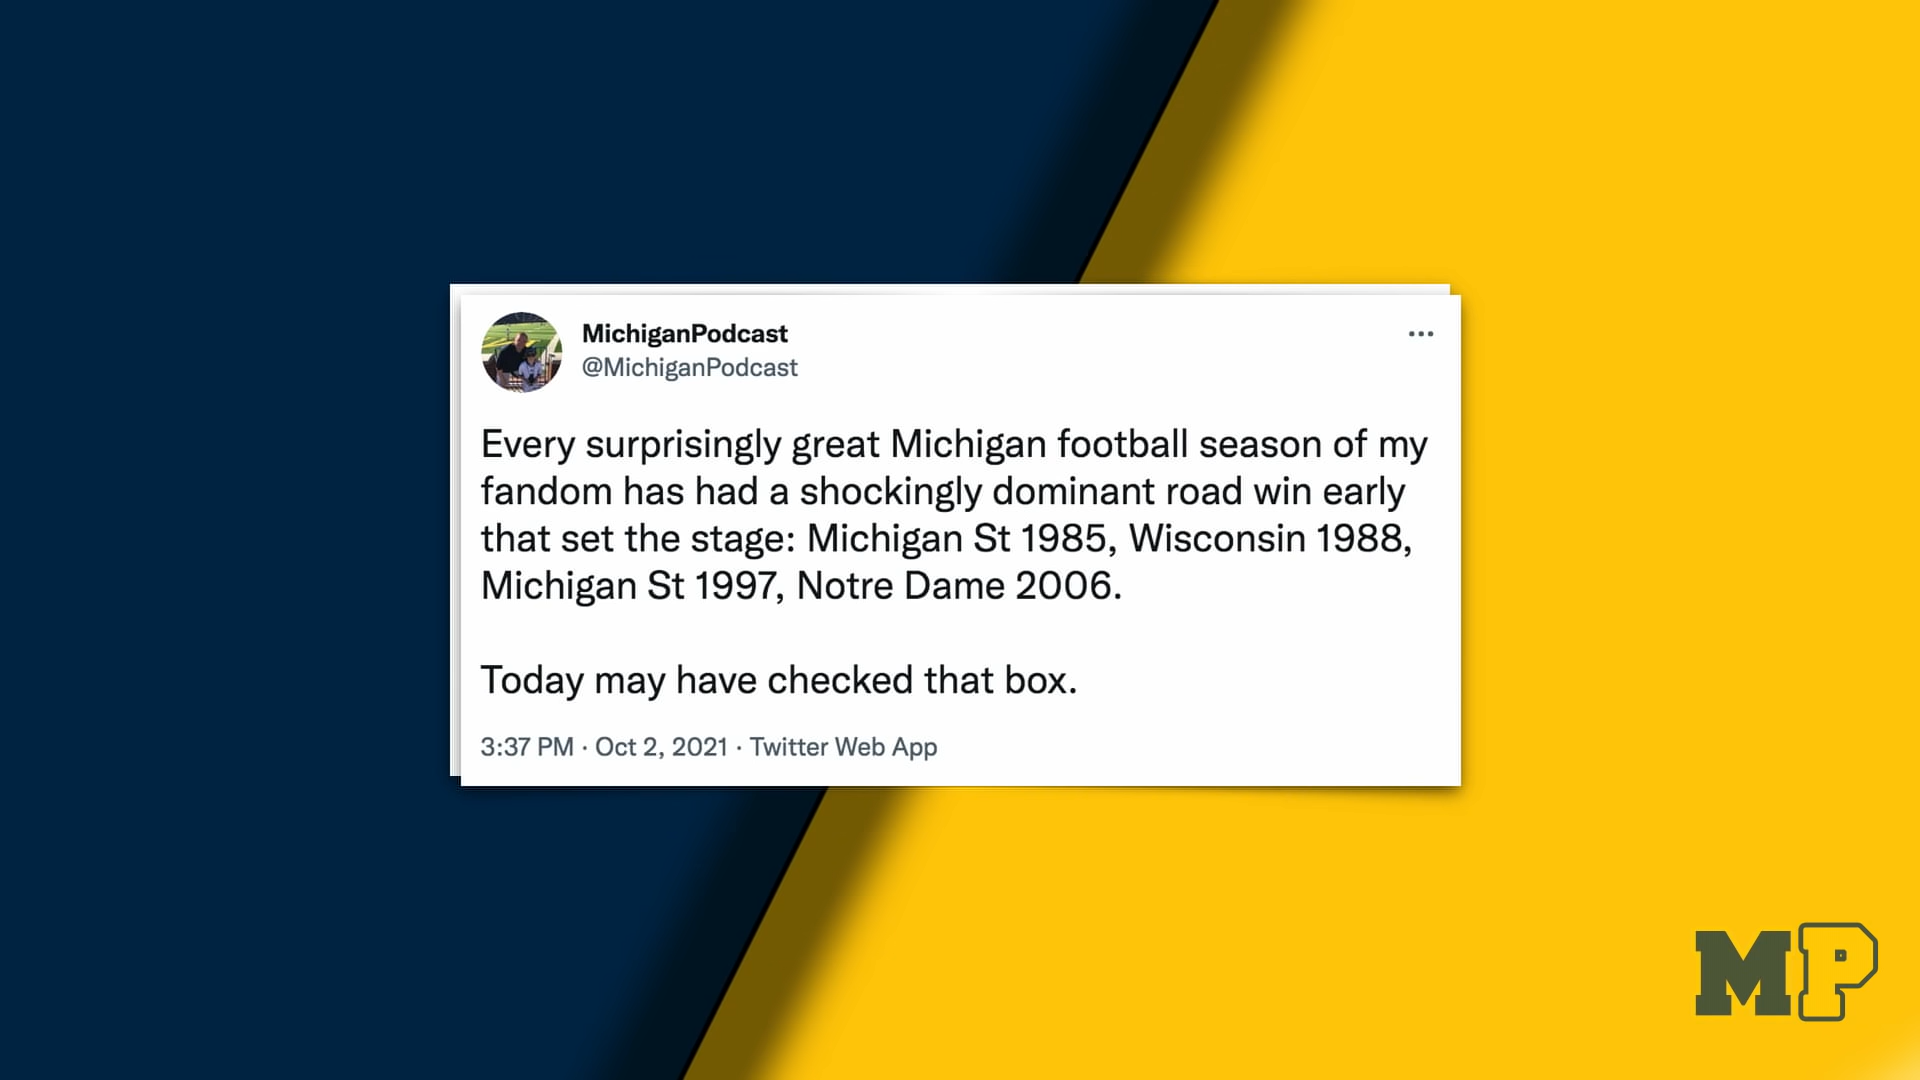 MichiganPodcast
@MichiganPodcast
Every surprisingly great Michigan football season of my
fandom has had a shockingly dominant road win early
that set the stage: Michigan St 1985, Wisconsin 1988,
Michigan St 1997, Notre Dame 2006.
Today may have checked that box.
3:37 PM · Oct 2, 2021 · Twitter Web App
MP